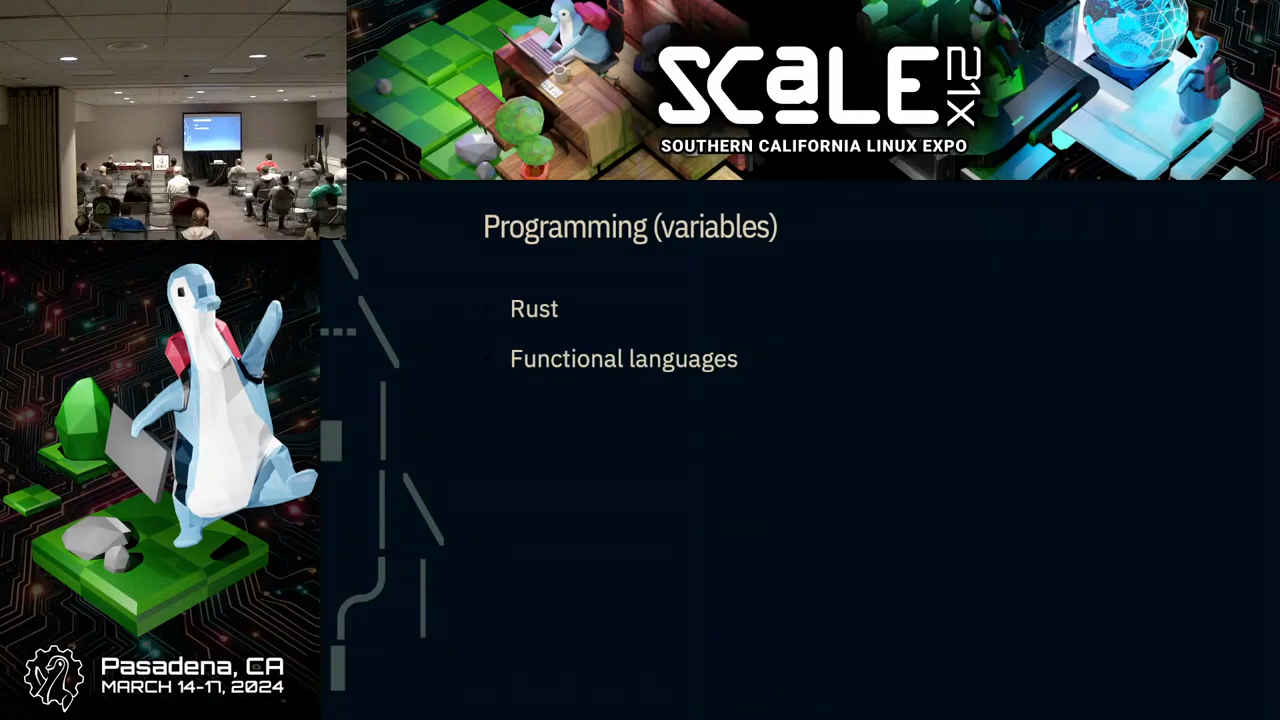 SCALE 21X
SOUTHERN CALIFORNIA LINUX EXPO
Programming (variables)
Rust
Functional languages
Pasadena, CA
MARCH 14-17, 2024